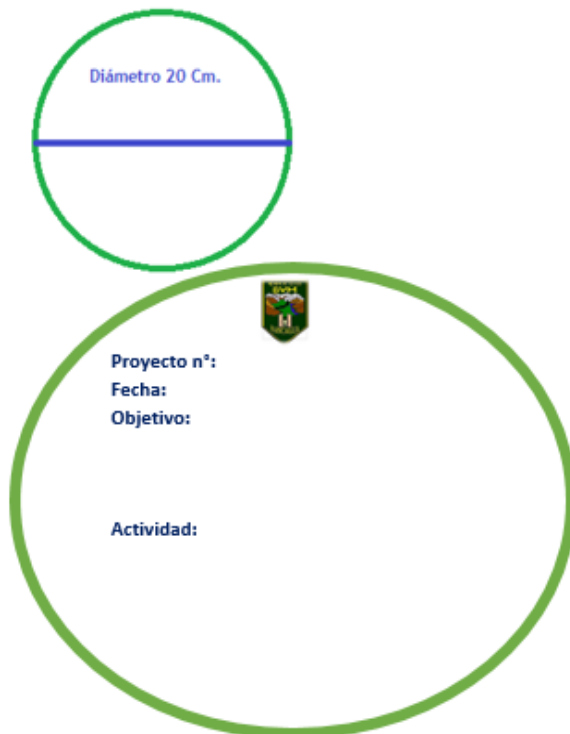 Diámetro 20 Cm.
Proyecto n°:
Fecha:
Objetivo:
Actividad: